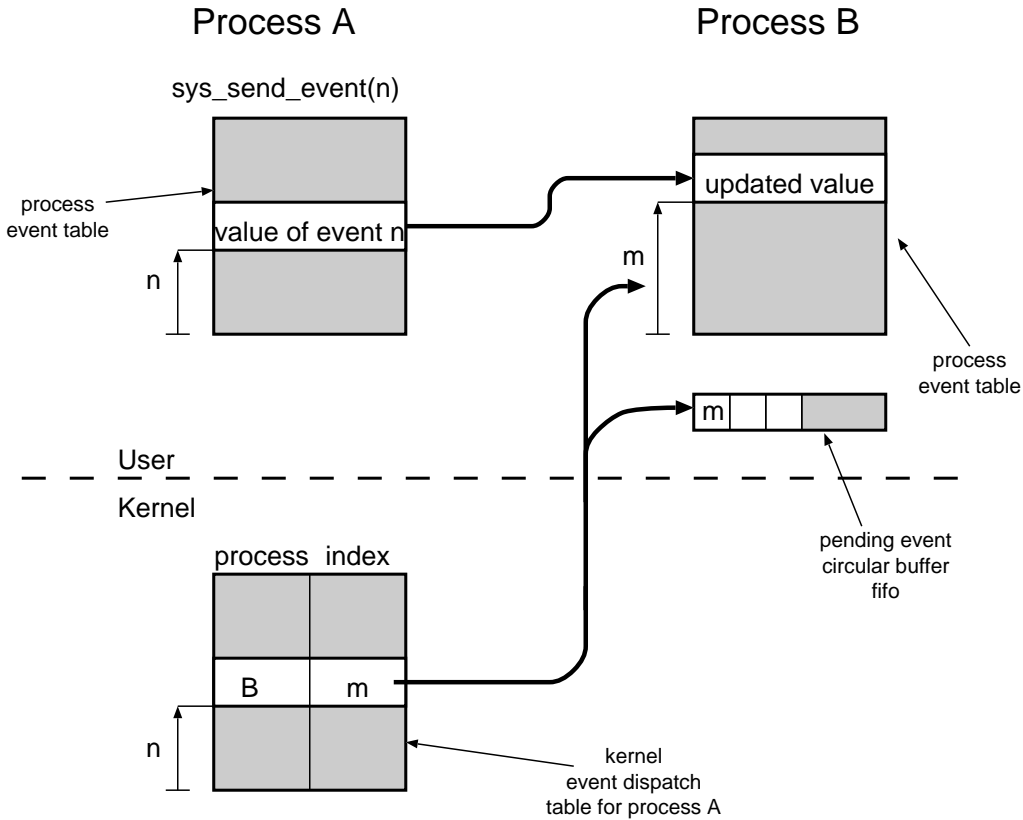 Process A
Process B
sys_send_event(n)
process
event table
value of event n
n
updated value
m
process
event table
m
User
Kernel
pending event
circular buffer
fifo
process index
B m
n
kernel
event dispatch
table for process A